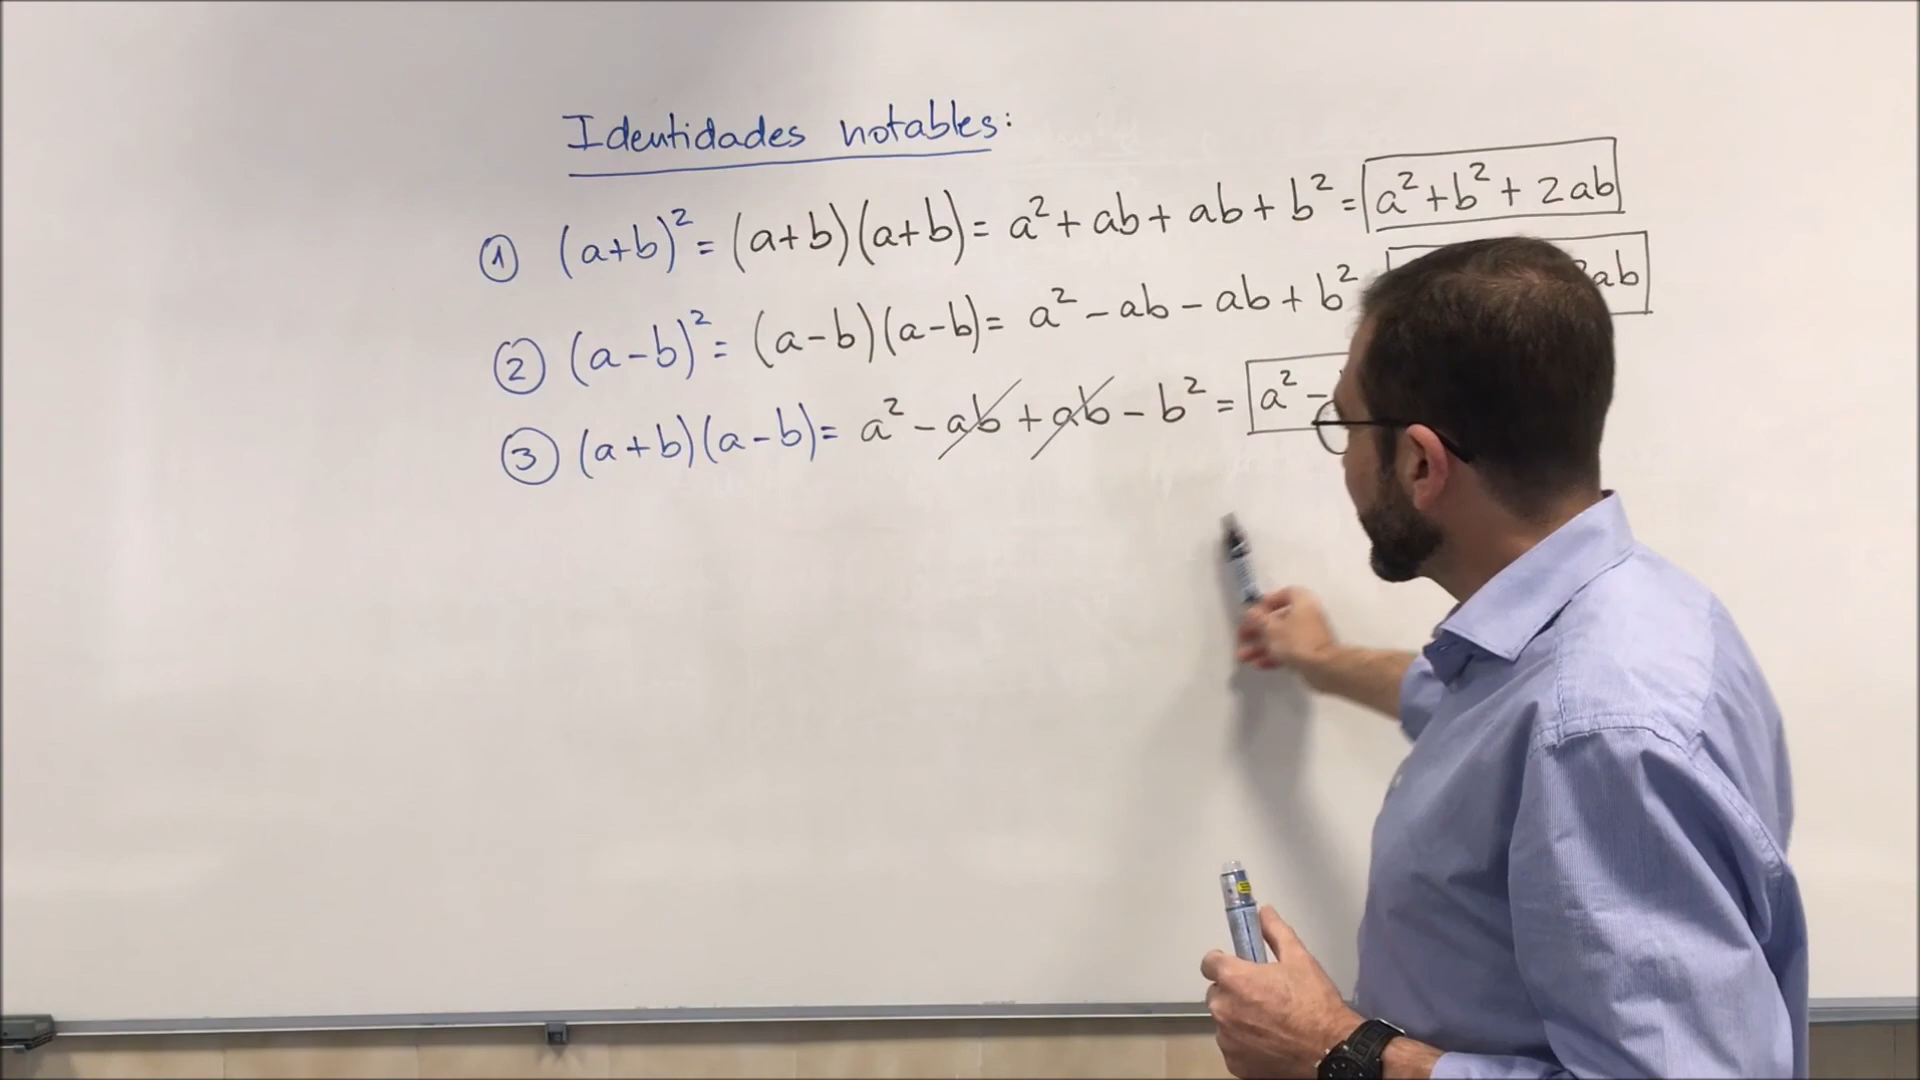 Identidades notables:
① (a+b)² = (a+b)(a+b) = a² + ab + ab + b² = a² + b² + 2ab
② (a-b)² = (a-b)(a-b) = a² - ab - ab + b² ab
③ (a+b)(a-b) = a² - ab + ab - b² = a² -